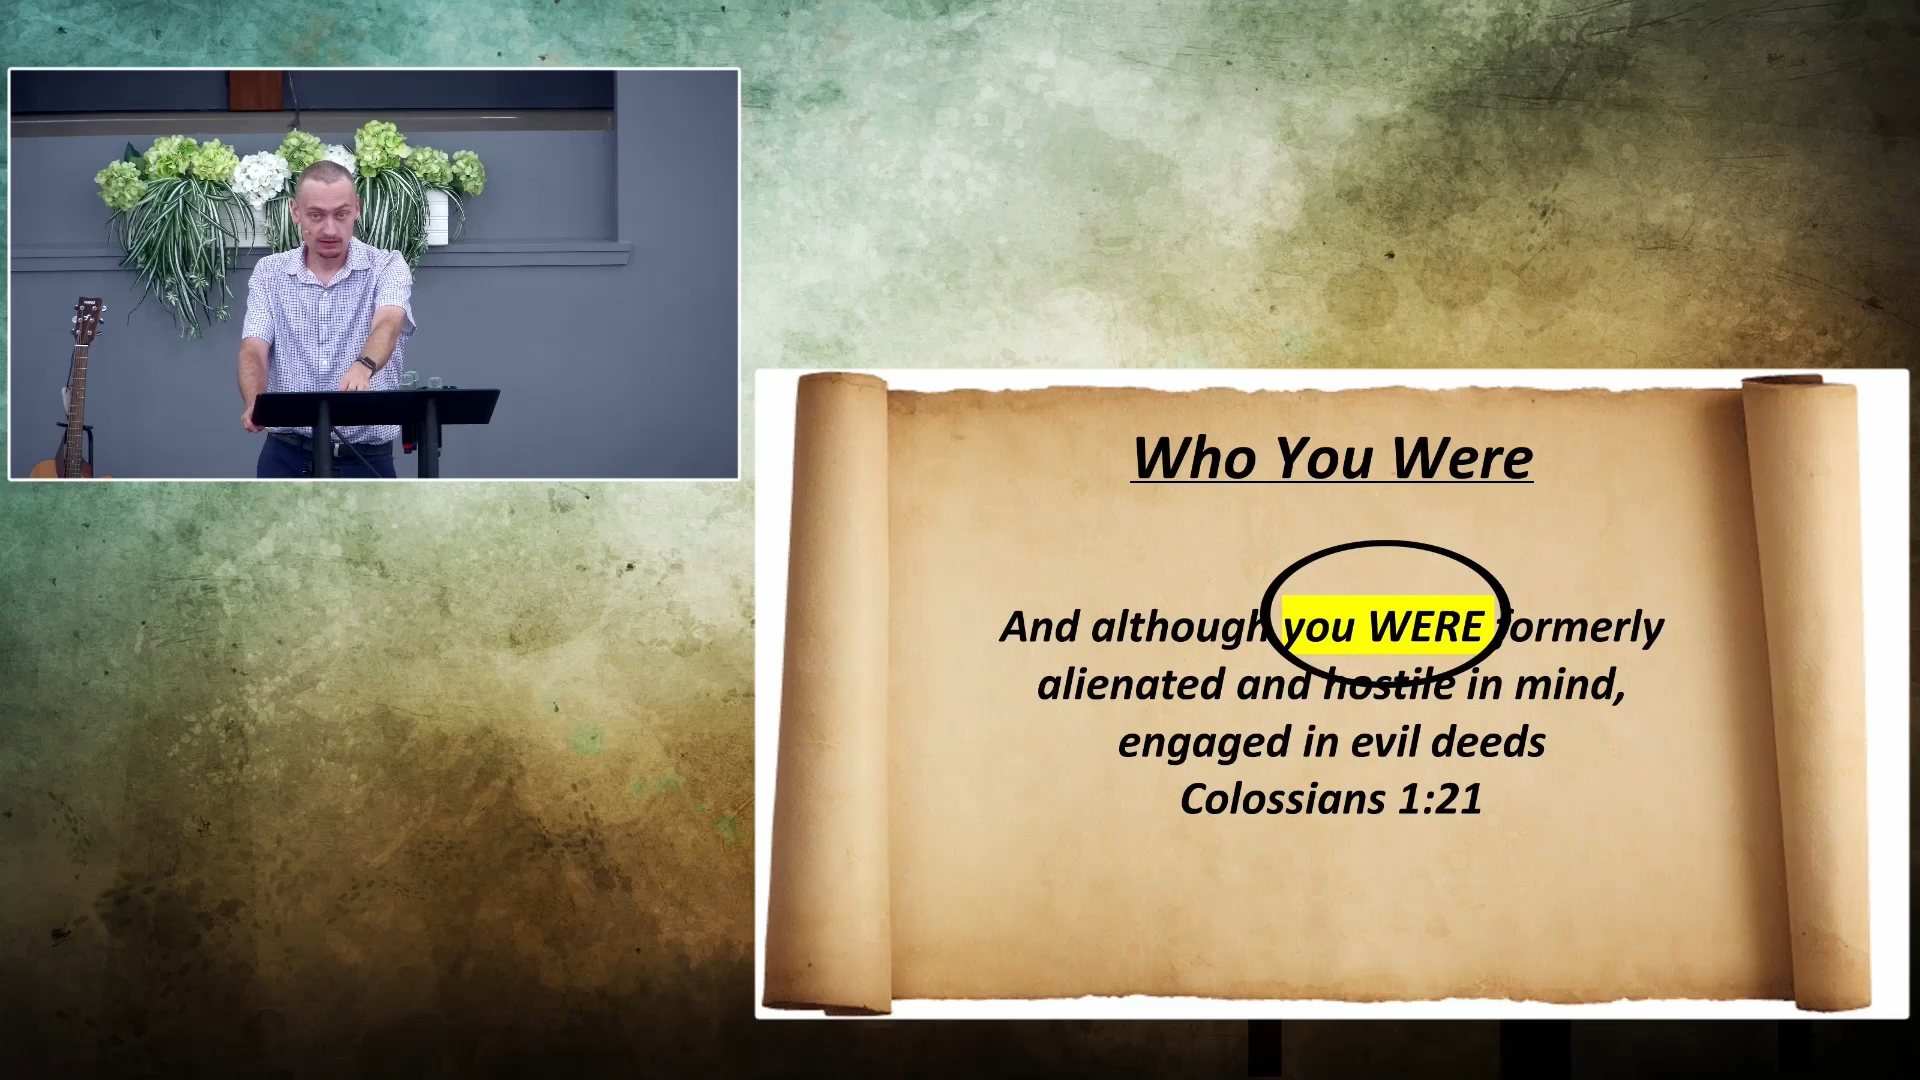 Who You Were
And although you WERE formerly
alienated and hostile in mind,
engaged in evil deeds
Colossians 1:21